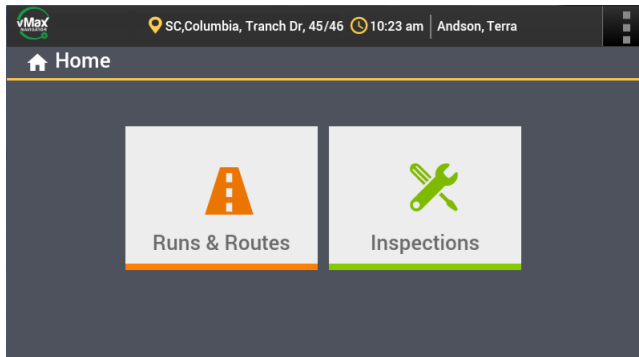 vMax
NAVIGATOR
SC,Columbia, Tranch Dr, 45/46 10:23 am Andson, Terra
Home
Runs & Routes
Inspections